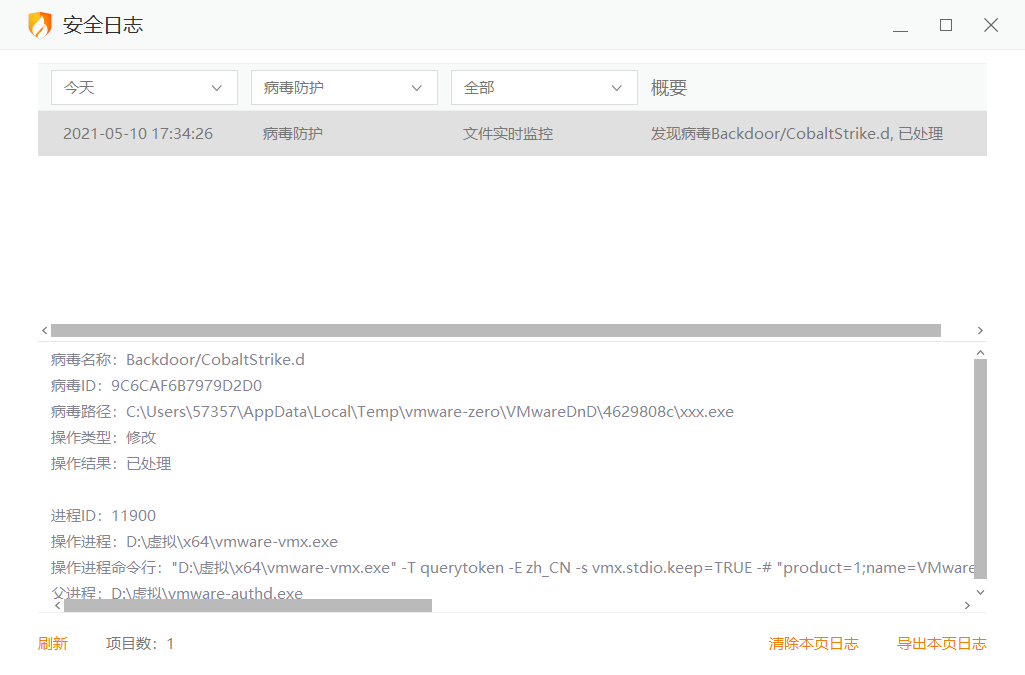 安全日志
今天 病毒防护 全部 概要
2021-05-10 17:34:26 病毒防护 文件实时监控 发现病毒Backdoor/CobaltStrike.d, 已处理
病毒名称：Backdoor/CobaltStrike.d
病毒ID：9C6CAF6B7979D2D0
病毒路径：C:\Users\57357\AppData\Local\Temp\vmware-zero\VMwareDnD\4629808c\xxx.exe
操作类型：修改
操作结果：已处理
进程ID：11900
操作进程：D:\虚拟\x64\vmware-vmx.exe
操作进程命令行："D:\虚拟\x64\vmware-vmx.exe" -T querytoken -E zh_CN -s vmx.stdio.keep=TRUE -# "product=1;name=VMware
父进程：D:\虚拟\vmware-authd.exe
刷新 项目数：1 清除本页日志 导出本页日志